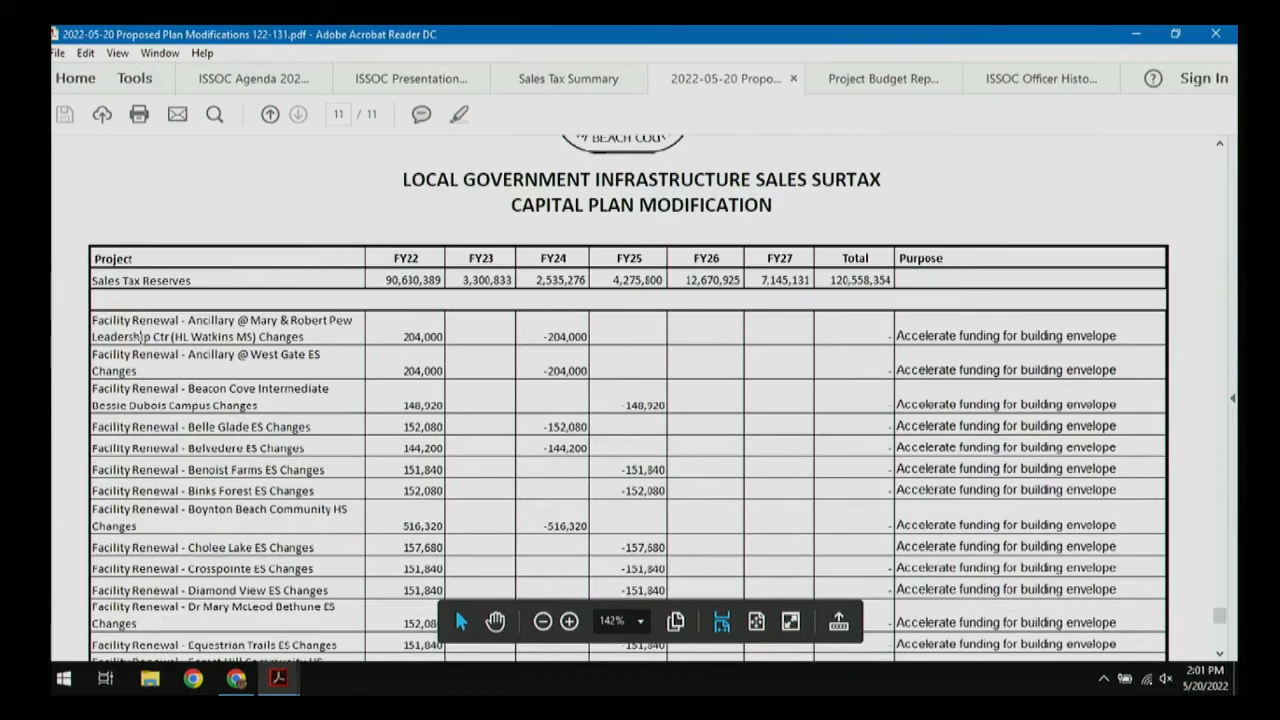 2022-05-20 Proposed Plan Modifications 122-131.pdf - Adobe Acrobat Reader DC
File Edit View Window Help
Home Tools ISSOC Agenda 202... ISSOC Presentation... Sales Tax Summary 2022-05-20 Propo... × Project Budget Rep... ISSOC Officer Histo... Sign In
11 / 11
BEACH COU
LOCAL GOVERNMENT INFRASTRUCTURE SALES SURTAX
CAPITAL PLAN MODIFICATION
Project FY22 FY23 FY24 FY25 FY26 FY27 Total Purpose
Sales Tax Reserves 90,630,389 3,300,833 2,535,276 4,275,800 12,670,925 7,145,131 120,558,354
Facility Renewal - Ancillary @ Mary & Robert Pew
Leadership Ctr (HL Watkins MS) Changes 204,000 -204,000 - Accelerate funding for building envelope
Facility Renewal - Ancillary @ West Gate ES
Changes 204,000 -204,000 - Accelerate funding for building envelope
Facility Renewal - Beacon Cove Intermediate
Bessie Dubois Campus Changes 148,920 -148,920 - Accelerate funding for building envelope
Facility Renewal - Belle Glade ES Changes 152,080 -152,080 - Accelerate funding for building envelope
Facility Renewal - Belvedere ES Changes 144,200 -144,200 - Accelerate funding for building envelope
Facility Renewal - Benoist Farms ES Changes 151,840 -151,840 - Accelerate funding for building envelope
Facility Renewal - Binks Forest ES Changes 152,080 -152,080 - Accelerate funding for building envelope
Facility Renewal - Boynton Beach Community HS
Changes 516,320 -516,320 - Accelerate funding for building envelope
Facility Renewal - Cholee Lake ES Changes 157,680 -157,680 - Accelerate funding for building envelope
Facility Renewal - Crosspointe ES Changes 151,840 -151,840 - Accelerate funding for building envelope
Facility Renewal - Diamond View ES Changes 151,840 -151,840 - Accelerate funding for building envelope
Facility Renewal - Dr Mary McLeod Bethune ES
Changes 152,08 - Accelerate funding for building envelope
Facility Renewal - Equestrian Trails ES Changes 151,840 -151,840 - Accelerate funding for building envelope
142%
2:01 PM
5/20/2022